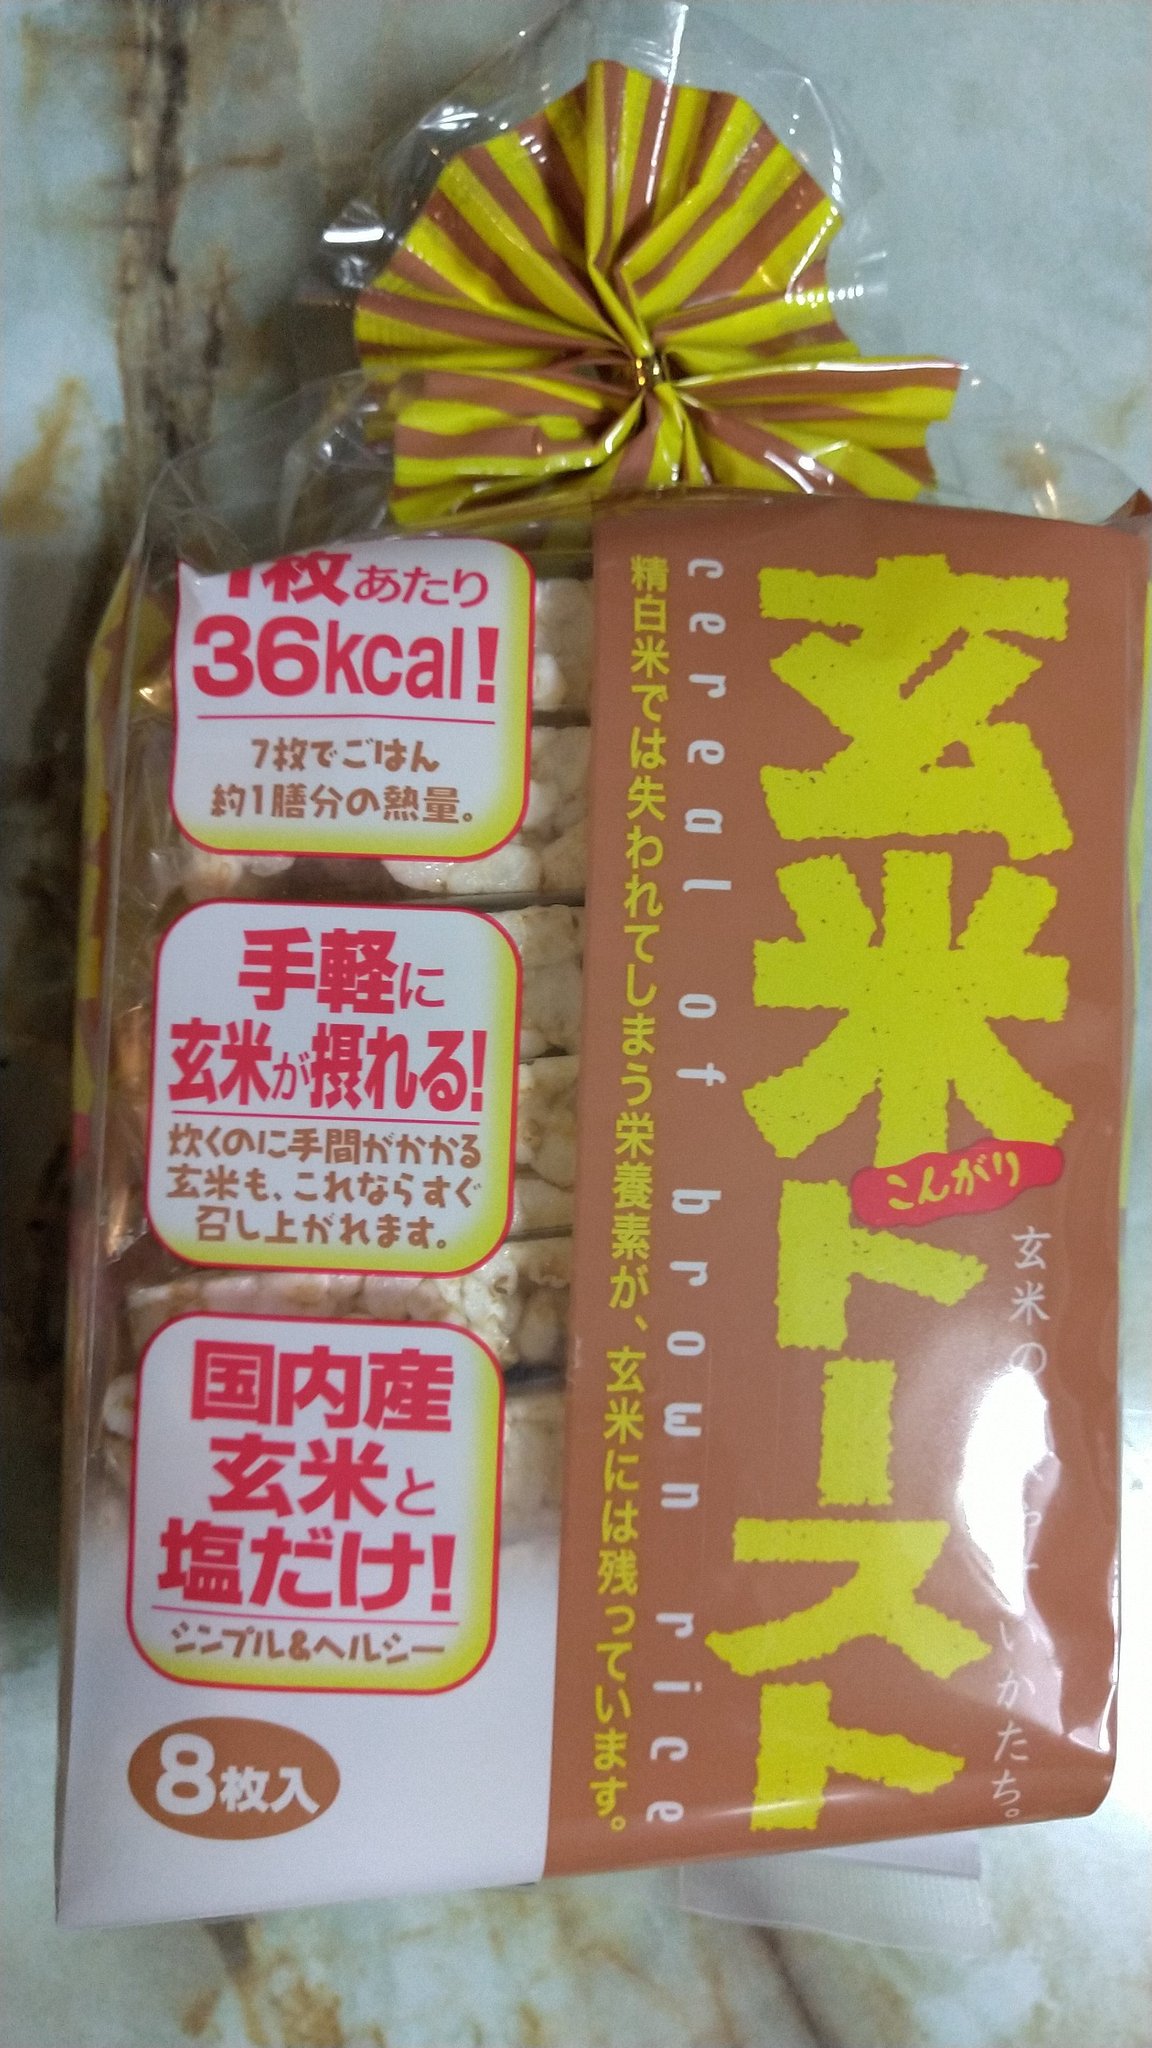 玄米トースト
こんがり
玄米の
いかたち。
cereal of brown rice
精白米では失われてしまう栄養素が、玄米には残っています。
1枚あたり
36kcal!
7枚でごはん
約1膳分の熱量。
手軽に
玄米が摂れる!
炊くのに手間がかかる
玄米も、これならすぐ
召し上がれます。
国内産
玄米と
塩だけ!
シンプル&ヘルシー
8枚入